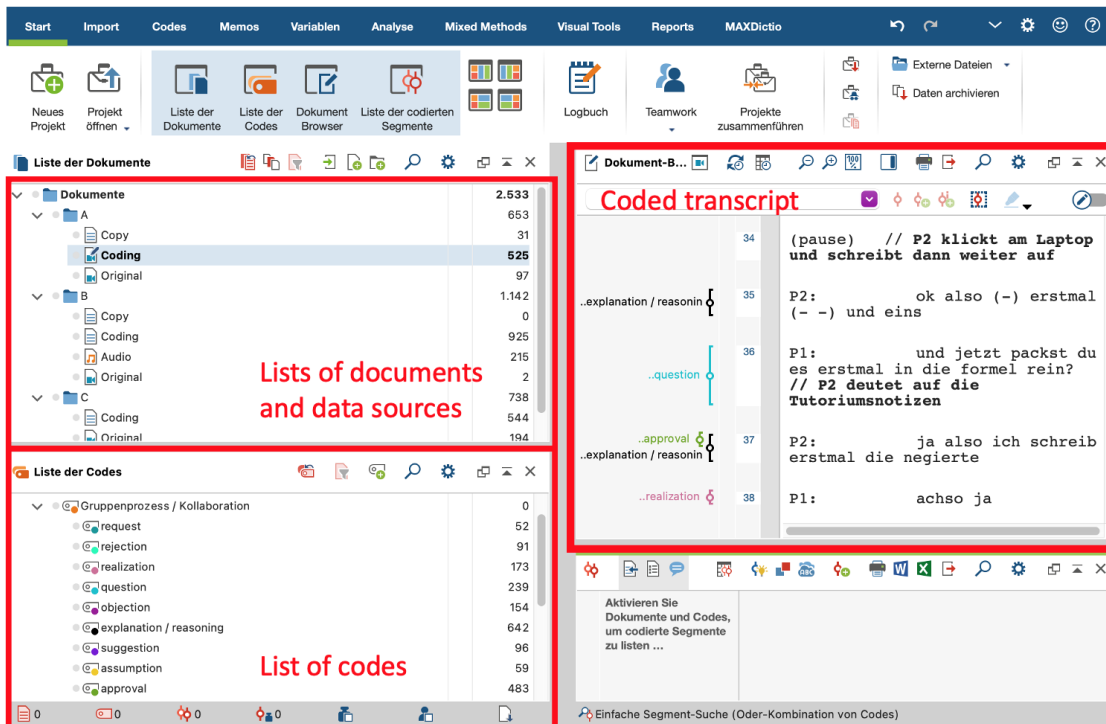 Start Import Codes Memos Variablen Analyse Mixed Methods Visual Tools Reports MAXDictio
Neues Projekt
Projekt öffnen
Liste der Dokumente
Liste der Codes
Dokument Browser
Liste der codierten Segmente
Logbuch
Teamwork
Projekte zusammenführen
Externe Dateien
Daten archivieren
Liste der Dokumente
Dokumente 2.533
A 653
Copy 31
Coding 525
Original 97
B 1.142
Copy 0
Coding 925
Audio 215
Original 2
C 738
Coding 544
Original 194
Lists of documents
and data sources
Liste der Codes
Gruppenprozess / Kollaboration 0
request 52
rejection 91
realization 173
question 239
objection 154
explanation / reasoning 642
suggestion 96
assumption 59
approval 483
List of codes
0 0 0 0
Dokument-B...
100 %
Coded transcript
34 (pause) // P2 klickt am Laptop
und schreibt dann weiter auf
..explanation / reasonin 35 P2: ok also (-) erstmal
(- -) und eins
..question 36 P1: und jetzt packst du
es erstmal in die formel rein?
// P2 deutet auf die
Tutoriumsnotizen
..approval 37 P2: ja also ich schreib
..explanation / reasonin erstmal die negierte
..realization 38 P1: achso ja
ABC W X
Aktivieren Sie
Dokumente und Codes,
um codierte Segmente
zu listen ...
Einfache Segment-Suche (Oder-Kombination von Codes)